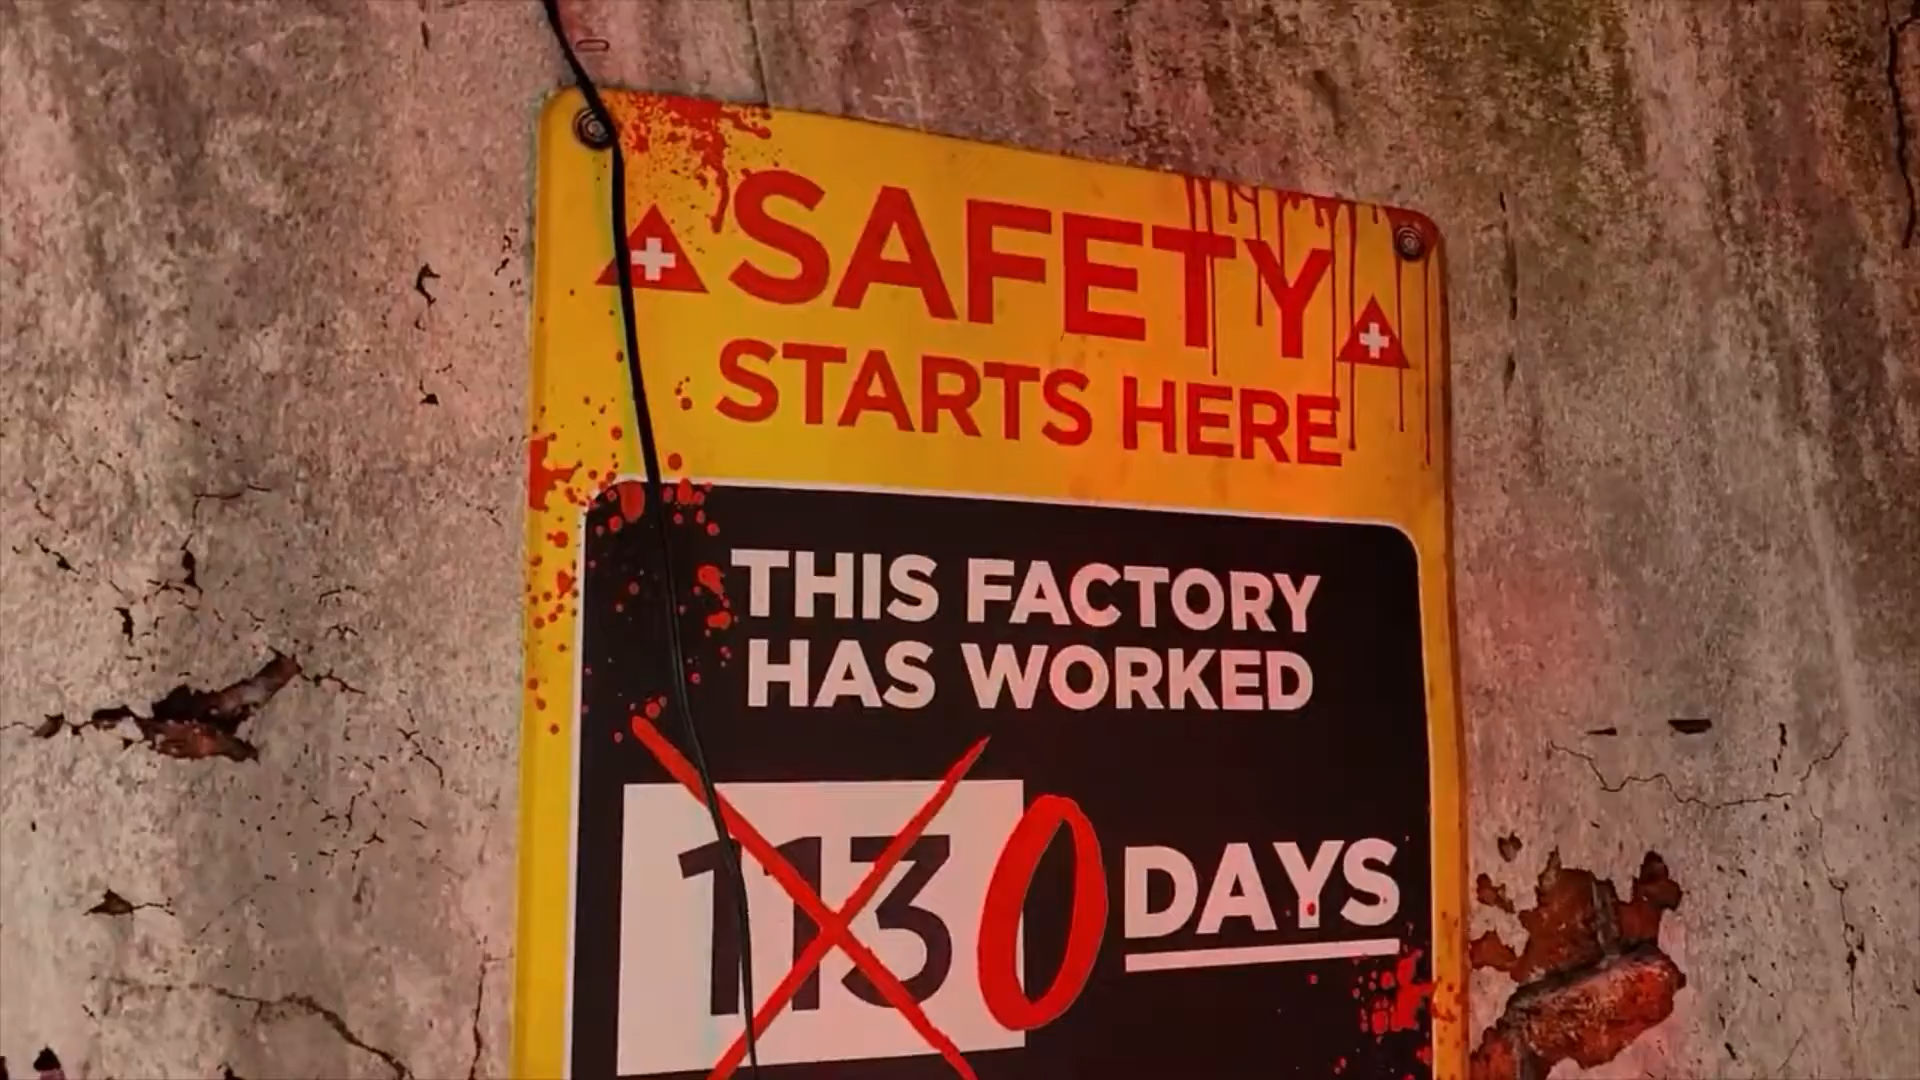 SAFETY
STARTS HERE
THIS FACTORY
HAS WORKED
113 0 DAYS